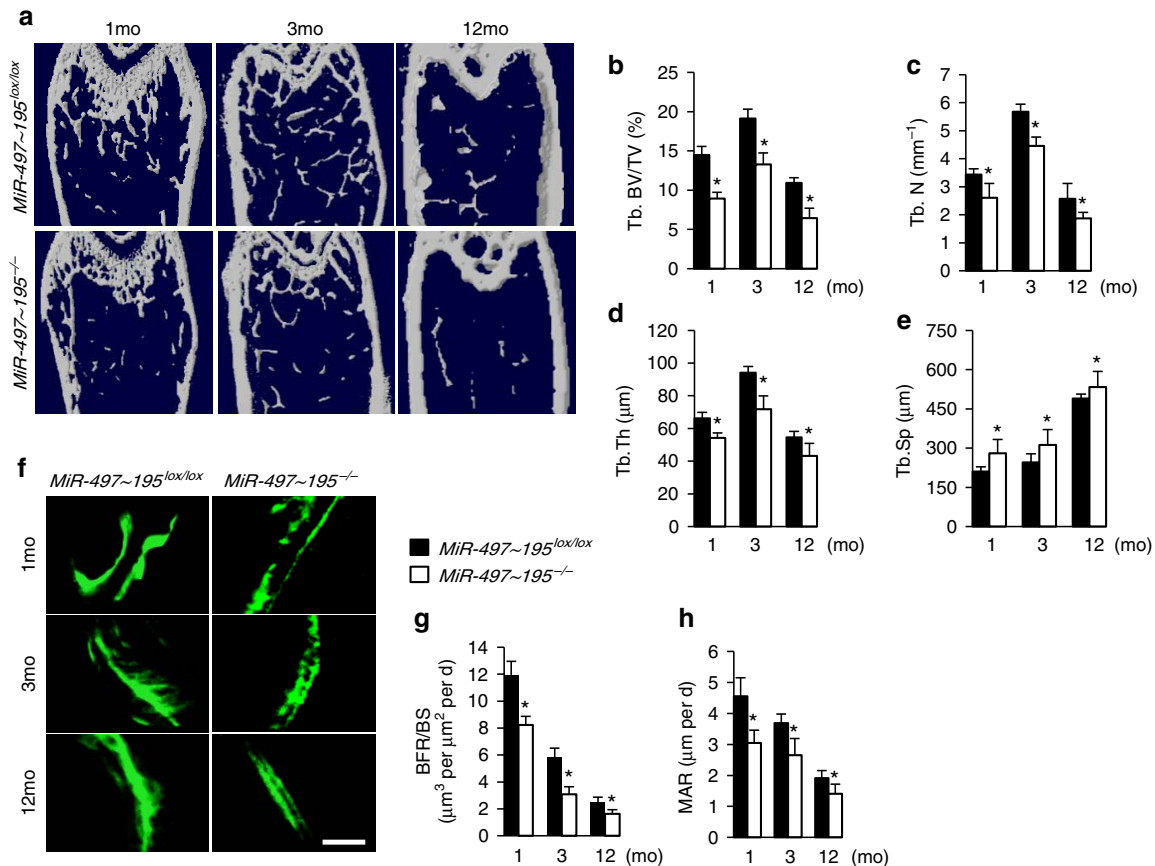 a
1mo 3mo 12mo
MiR-497~195lox/lox
MiR-497~195−/−
b
Tb. BV/TV (%)
25
20
15
10
5
0
1 3 12 (mo)
c
Tb. N (mm−1)
7
6
5
4
3
2
1
0
1 3 12 (mo)
d
Tb.Th (μm)
120
100
80
60
40
20
0
1 3 12 (mo)
e
Tb.Sp (μm)
750
600
450
300
150
0
1 3 12 (mo)
f
MiR-497~195lox/lox MiR-497~195−/−
1mo
3mo
12mo
MiR-497~195lox/lox
MiR-497~195−/−
g
BFR/BS
(μm3 per μm2 per d)
14
12
10
8
6
4
2
0
* * *
1 3 12 (mo)
h
MAR (μm per d)
6
5
4
3
2
1
0
* * *
1 3 12 (mo)